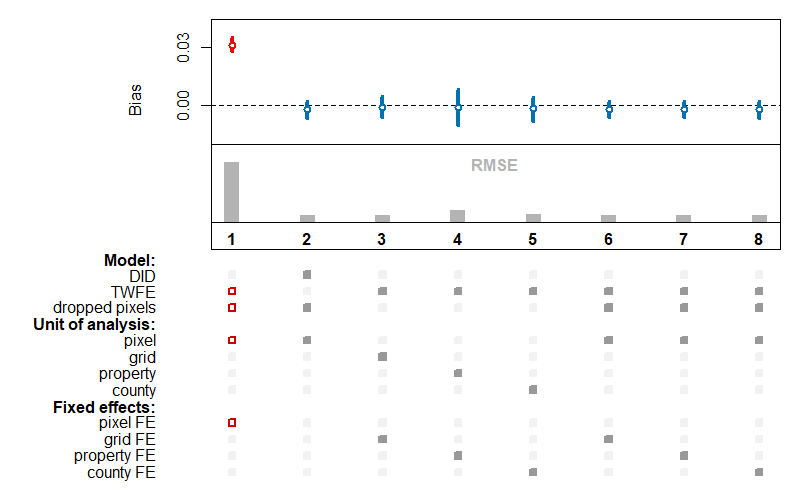 0.03
0.00
Bias
RMSE
1 2 3 4 5 6 7 8
Model:
DID
TWFE
dropped pixels
Unit of analysis:
pixel
grid
property
county
Fixed effects:
pixel FE
grid FE
property FE
county FE